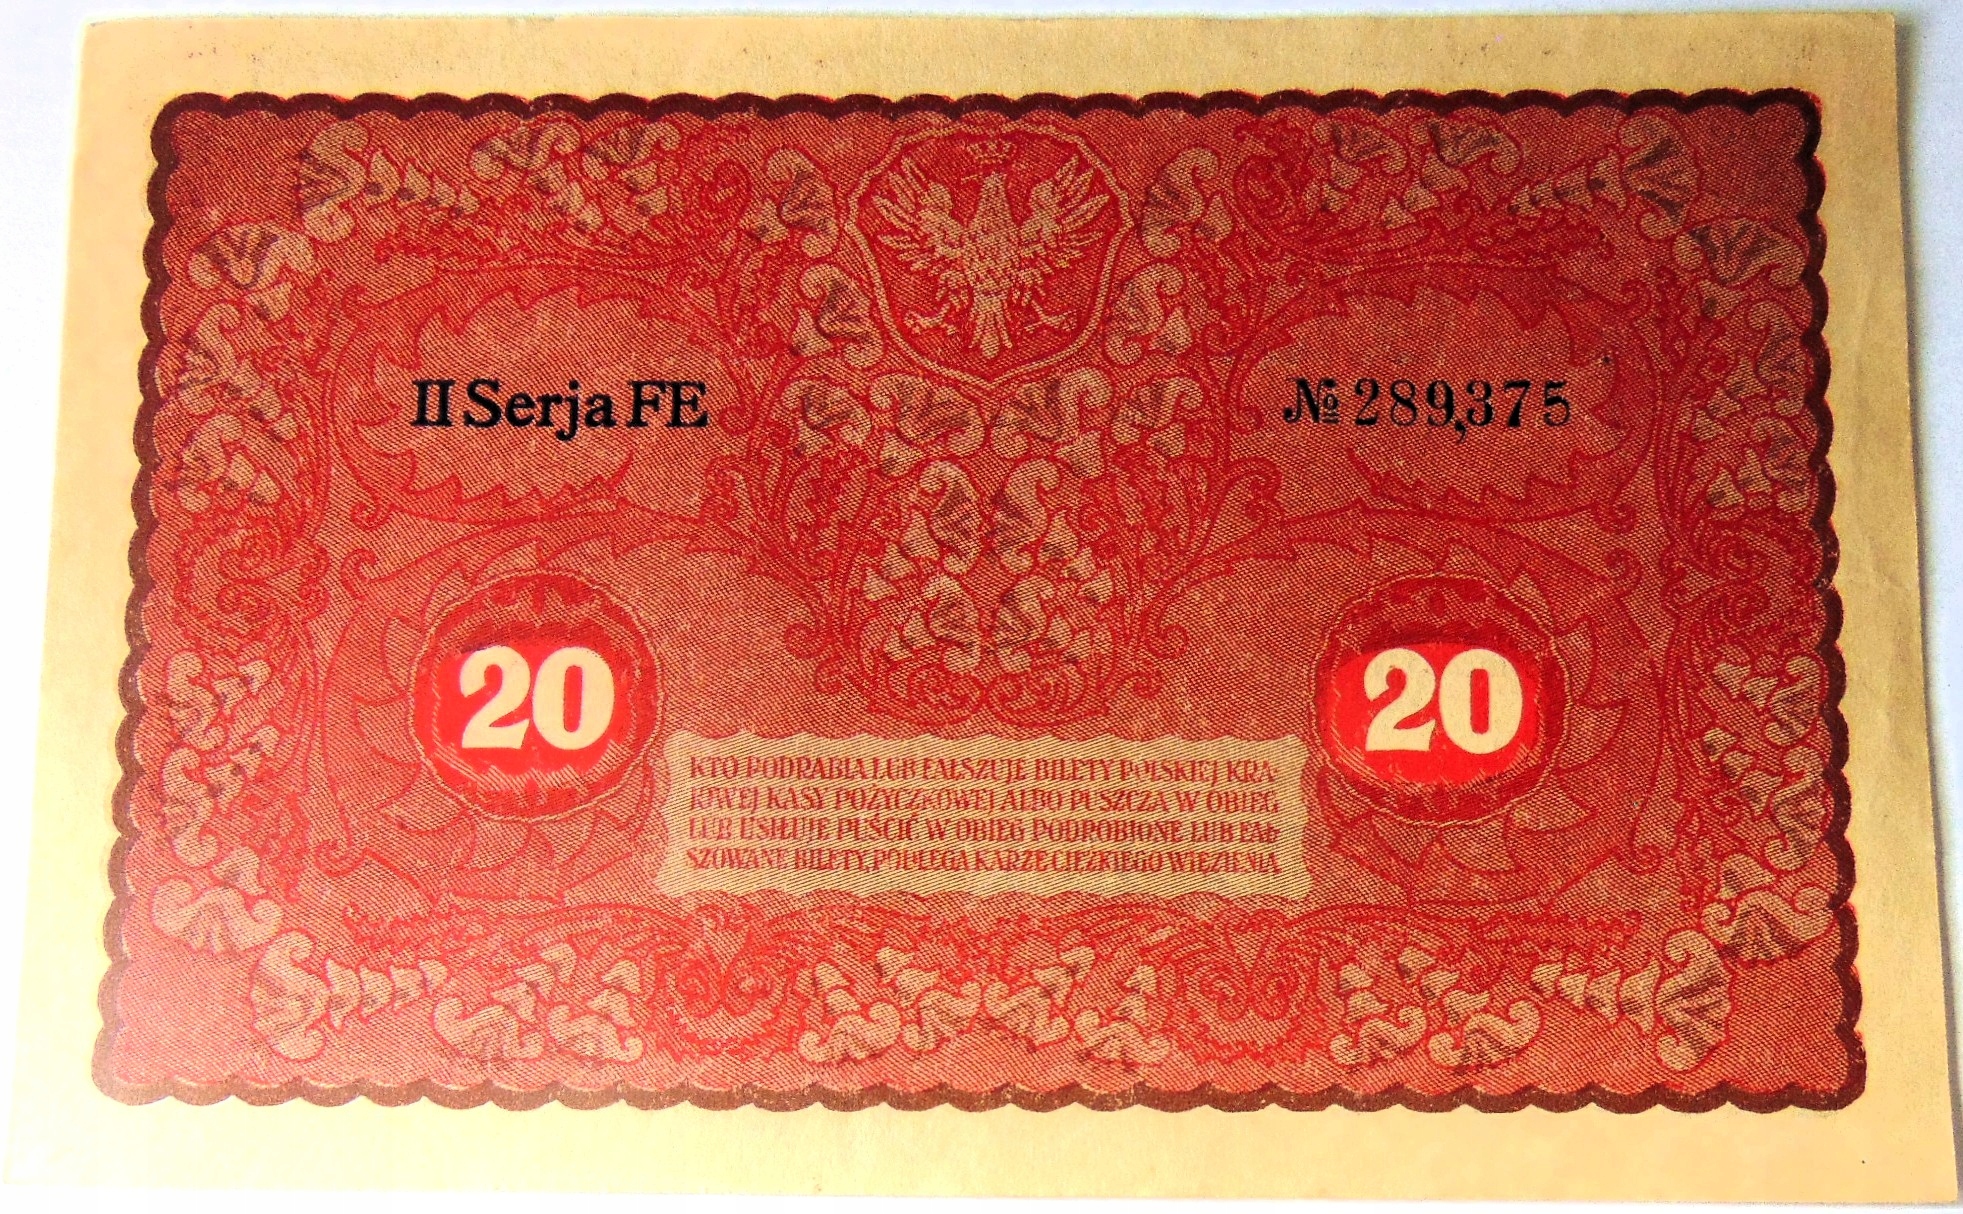 II Serja FE
№ 289,375
20
20
KTO PODRABIA LUB FAŁSZUJE BILETY POLSKIEJ KRA-
JOWEJ KASY POŻYCZKOWEJ ALBO PUSZCZA W OBIEG
LUB USIŁUJE PUŚCIĆ W OBIEG PODROBIONE LUB FAŁ-
SZOWANE BILETY, PODLEGA KARZE CIĘŻKIEGO WIĘZIENIA.